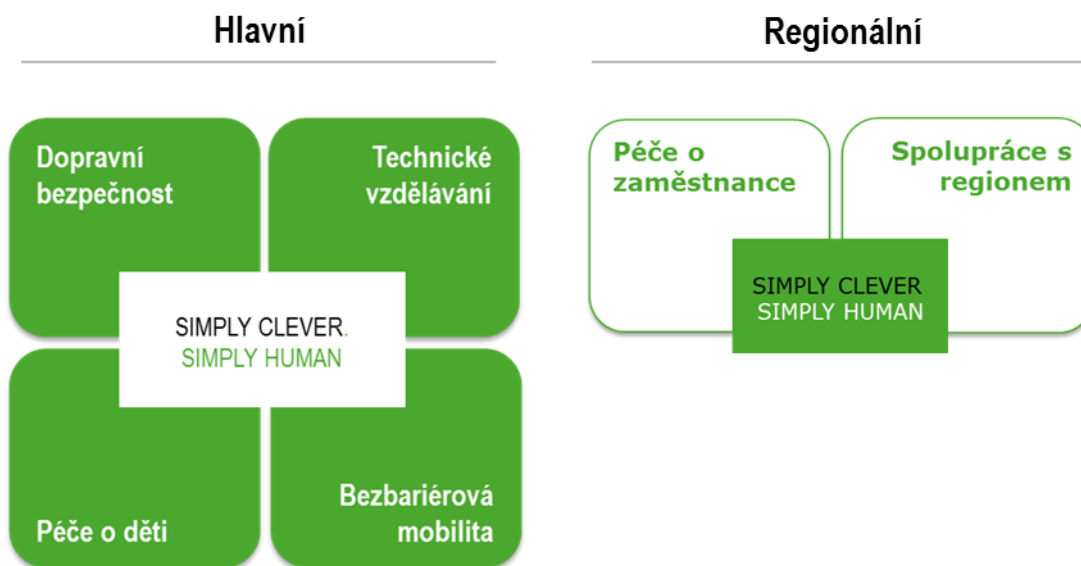 Hlavní
Dopravní
bezpečnost
Technické
vzdělávání
SIMPLY CLEVER.
SIMPLY HUMAN
Péče o děti
Bezbariérová
mobilita
Regionální
Péče o
zaměstnance
Spolupráce s
regionem
SIMPLY CLEVER
SIMPLY HUMAN